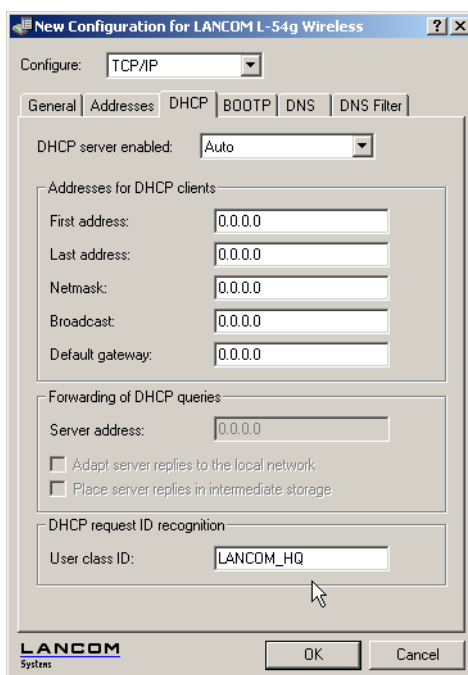 New Configuration for LANCOM L-54g Wireless
Configure: TCP/IP
General Addresses DHCP BOOTP DNS DNS Filter
DHCP server enabled: Auto
Addresses for DHCP clients
First address: 0.0.0.0
Last address: 0.0.0.0
Netmask: 0.0.0.0
Broadcast: 0.0.0.0
Default gateway: 0.0.0.0
Forwarding of DHCP queries
Server address: 0.0.0.0
Adapt server replies to the local network
Place server replies in intermediate storage
DHCP request ID recognition
User class ID: LANCOM_HQ
LANCOM
Systems
OK Cancel